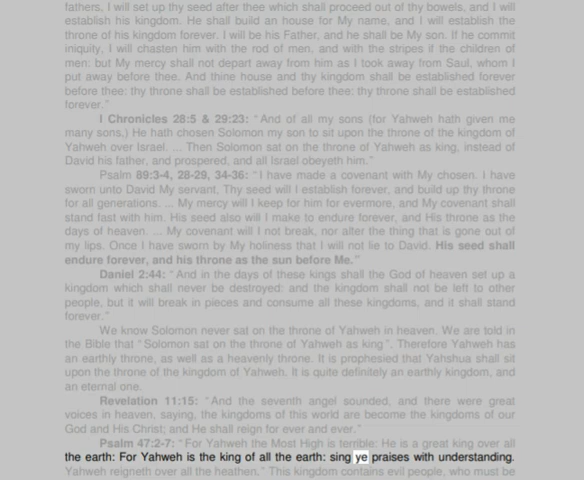 fathers, I will set up thy seed after thee which shall proceed out of thy bowels, and I will
establish his kingdom. He shall build an house for My name, and I will establish the
throne of his kingdom forever. I will be his Father, and he shall be My son. If he commit
iniquity, I will chasten him with the rod of men, and with the stripes if the children of
men: but My mercy shall not depart away from him as I took away from Saul, whom I
put away before thee. And thine house and thy kingdom shall be established forever
before thee: thy throne shall be established before thee: thy throne shall be established
forever."
I Chronicles 28:5 & 29:23: "And of all my sons (for Yahweh hath given me
many sons,) He hath chosen Solomon my son to sit upon the throne of the kingdom of
Yahweh over Israel. ... Then Solomon sat on the throne of Yahweh as king, instead of
David his father, and prospered, and all Israel obeyeth him."
Psalm 89:3-4, 28-29, 34-36: "I have made a covenant with My chosen. I have
sworn unto David My servant, Thy seed will I establish forever, and build up thy throne
for all generations. ... My mercy will I keep for him for evermore, and My covenant shall
stand fast with him. His seed also will I make to endure forever, and His throne as the
days of heaven. ... My covenant will I not break, nor alter the thing that is gone out of
my lips. Once I have sworn by My holiness that I will not lie to David. His seed shall
endure forever, and his throne as the sun before Me."
Daniel 2:44: "And in the days of these kings shall the God of heaven set up a
kingdom which shall never be destroyed: and the kingdom shall not be left to other
people, but it will break in pieces and consume all these kingdoms, and it shall stand
forever."
We know Solomon never sat on the throne of Yahweh in heaven. We are told in
the Bible that "Solomon sat on the throne of Yahweh as king". Therefore Yahweh has
an earthly throne, as well as a heavenly throne. It is prophesied that Yahshua shall sit
upon the throne of the kingdom of Yahweh. It is quite definitely an earthly kingdom, and
an eternal one.
Revelation 11:15: "And the seventh angel sounded, and there were great
voices in heaven, saying, the kingdoms of this world are become the kingdoms of our
God and His Christ; and He shall reign for ever and ever."
Psalm 47:2-7: "For Yahweh the Most High is terrible: He is a great king over all
the earth: For Yahweh is the king of all the earth: sing ye praises with understanding.
Yahweh reigneth over all the heathen." This kingdom contains evil people, who must be